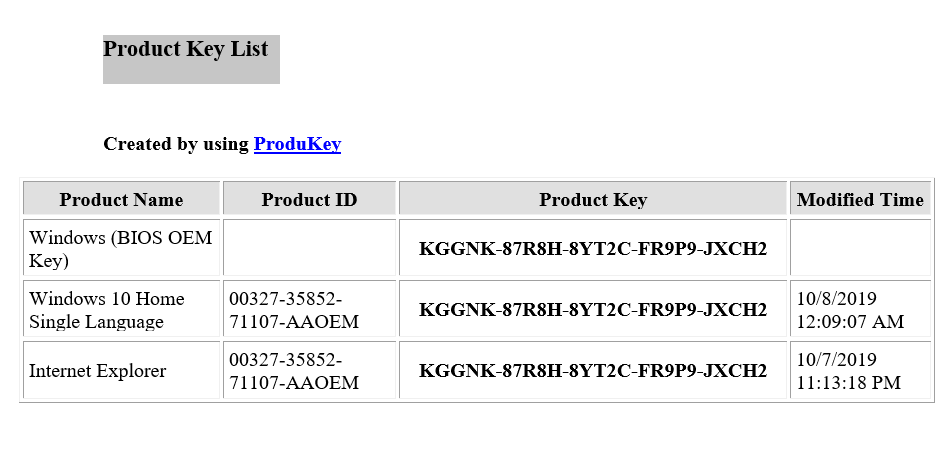 Product Key List
Created by using ProduKey
Product Name Product ID Product Key Modified Time
Windows (BIOS OEM
Key)
KGGNK-87R8H-8YT2C-FR9P9-JXCH2
Windows 10 Home
Single Language
00327-35852-
71107-AAOEM
KGGNK-87R8H-8YT2C-FR9P9-JXCH2
10/8/2019
12:09:07 AM
Internet Explorer
00327-35852-
71107-AAOEM
KGGNK-87R8H-8YT2C-FR9P9-JXCH2
10/7/2019
11:13:18 PM